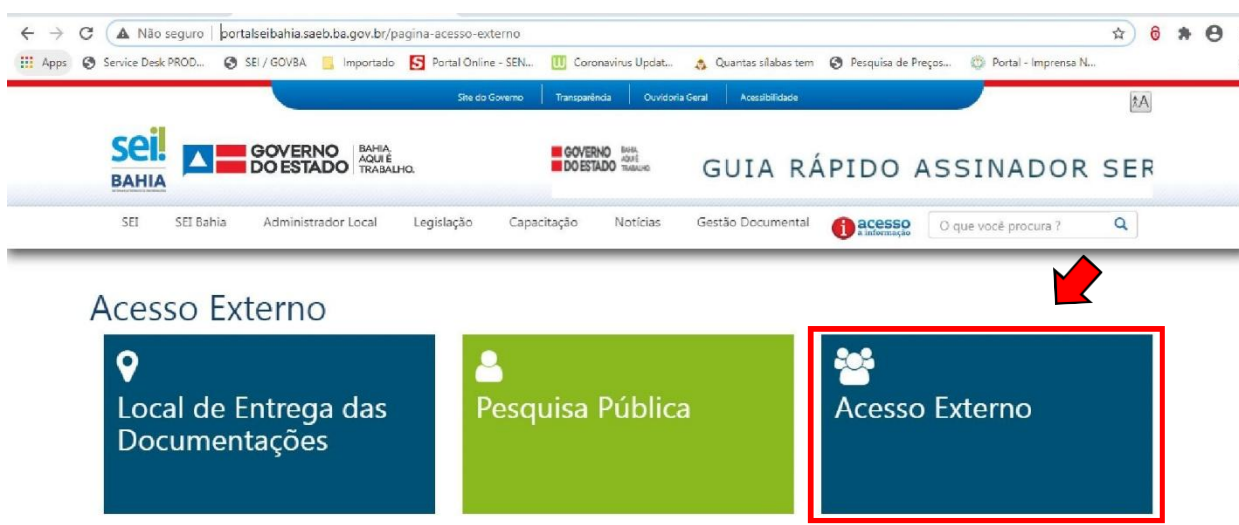 Não seguro | portalseibahia.saeb.ba.gov.br/pagina-acesso-externo
Apps Service Desk PROD... SEI / GOVBA Importado Portal Online - SEN... Coronavirus Updat... Quantas sílabas tem Pesquisa de Preços... Portal - Imprensa N...
Site do Governo Transparência Ouvidoria Geral Acessibilidade
A
sei!
BAHIA
GOVERNO
DO ESTADO
BAHIA.
AQUI É
TRABALHO.
GOVERNO
DO ESTADO
BAHIA.
AQUI É
TRABALHO.
GUIA RÁPIDO ASSINADOR SER
SEI SEI Bahia Administrador Local Legislação Capacitação Notícias Gestão Documental
acesso
à informação
O que você procura ?
Acesso Externo
Local de Entrega das
Documentações
Pesquisa Pública
Acesso Externo